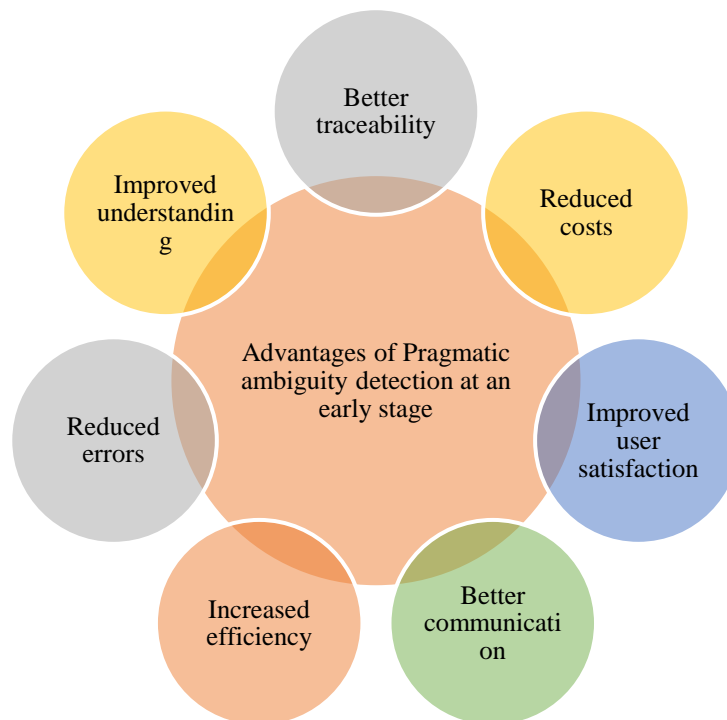 Better
traceability
Improved
understandin
g
Reduced
costs
Advantages of Pragmatic
ambiguity detection at an
early stage
Reduced
errors
Improved
user
satisfaction
Increased
efficiency
Better
communicati
on